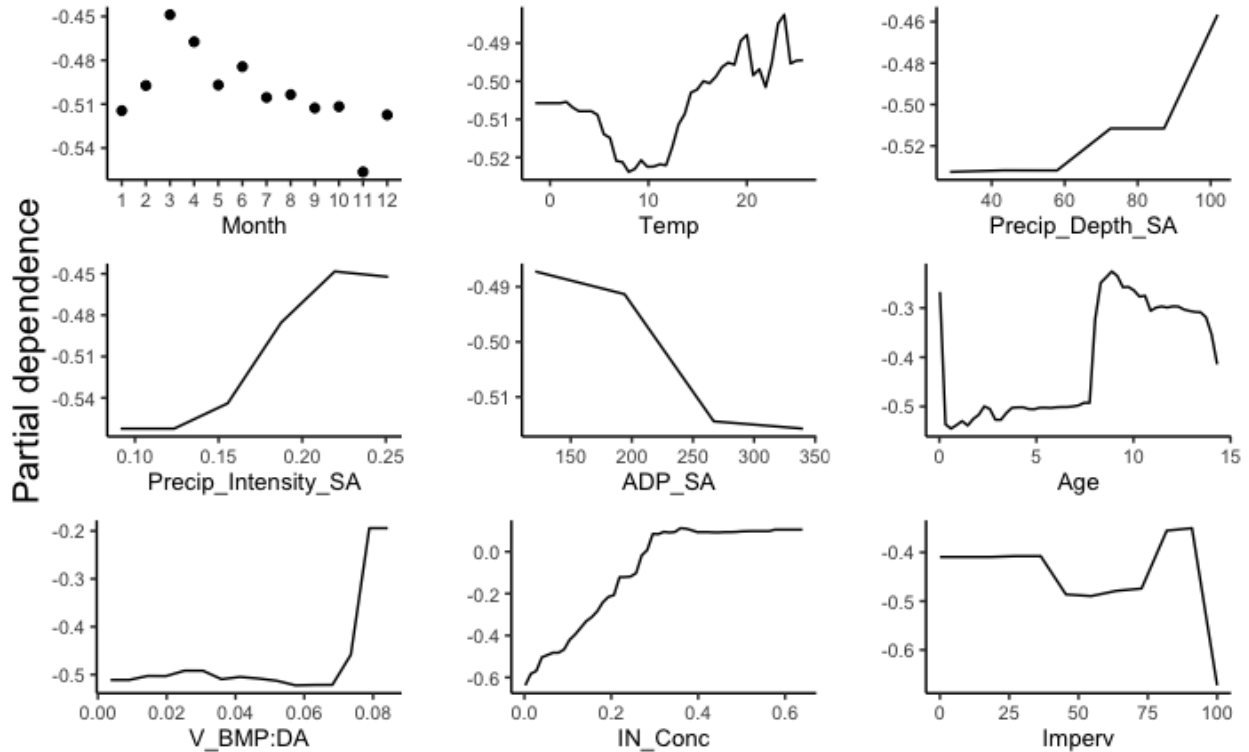 Partial dependence
-0.45
-0.48
-0.51
-0.54
1 2 3 4 5 6 7 8 9 10 11 12
Month
-0.49
-0.50
-0.51
-0.52
0 10 20
Temp
-0.46
-0.48
-0.50
-0.52
40 60 80 100
Precip_Depth_SA
-0.45
-0.48
-0.51
-0.54
0.10 0.15 0.20 0.25
Precip_Intensity_SA
-0.49
-0.50
-0.51
150 200 250 300 350
ADP_SA
-0.3
-0.4
-0.5
0 5 10 15
Age
-0.2
-0.3
-0.4
-0.5
0.00 0.02 0.04 0.06 0.08
V_BMP:DA
0.0
-0.2
-0.4
-0.6
0.0 0.2 0.4 0.6
IN_Conc
-0.4
-0.5
-0.6
0 25 50 75 100
Imperv